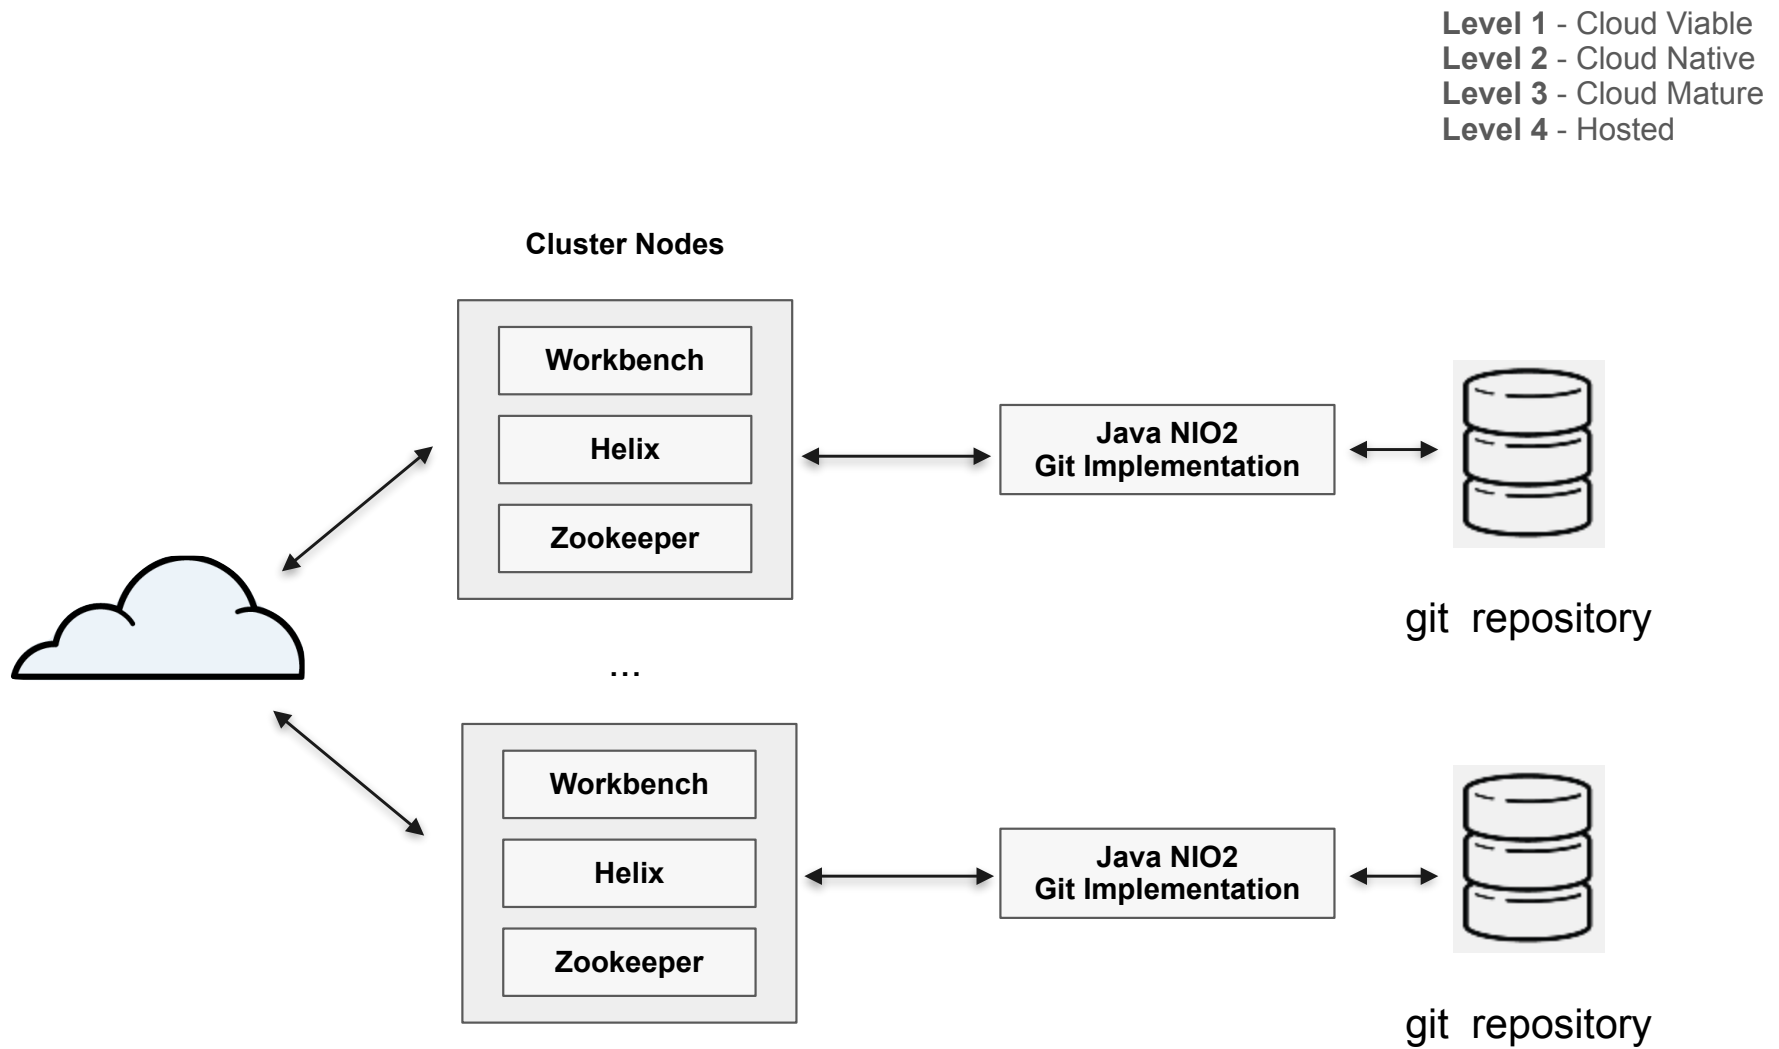 Level 1 - Cloud Viable
Level 2 - Cloud Native
Level 3 - Cloud Mature
Level 4 - Hosted
Cluster Nodes
Workbench
Helix
Zookeeper
Java NIO2
Git Implementation
git repository
...
Workbench
Helix
Zookeeper
Java NIO2
Git Implementation
git repository